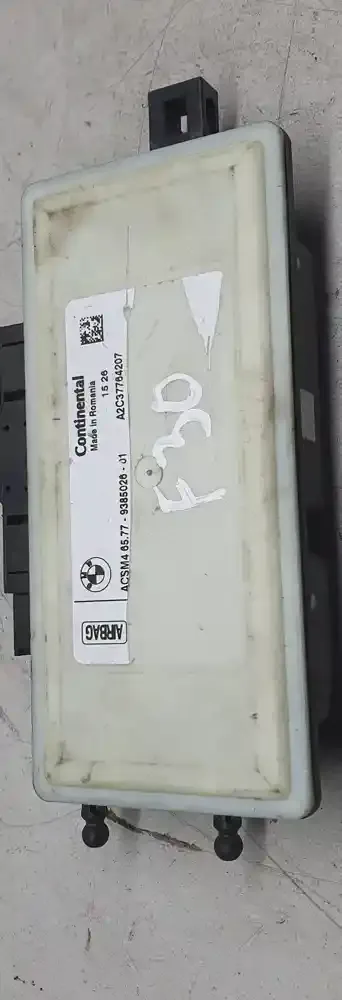 Continental
Made in Romania
15 26
A2C37764207
ACSM4 65.77 - 9385026 - 01
AIRBAG
F30